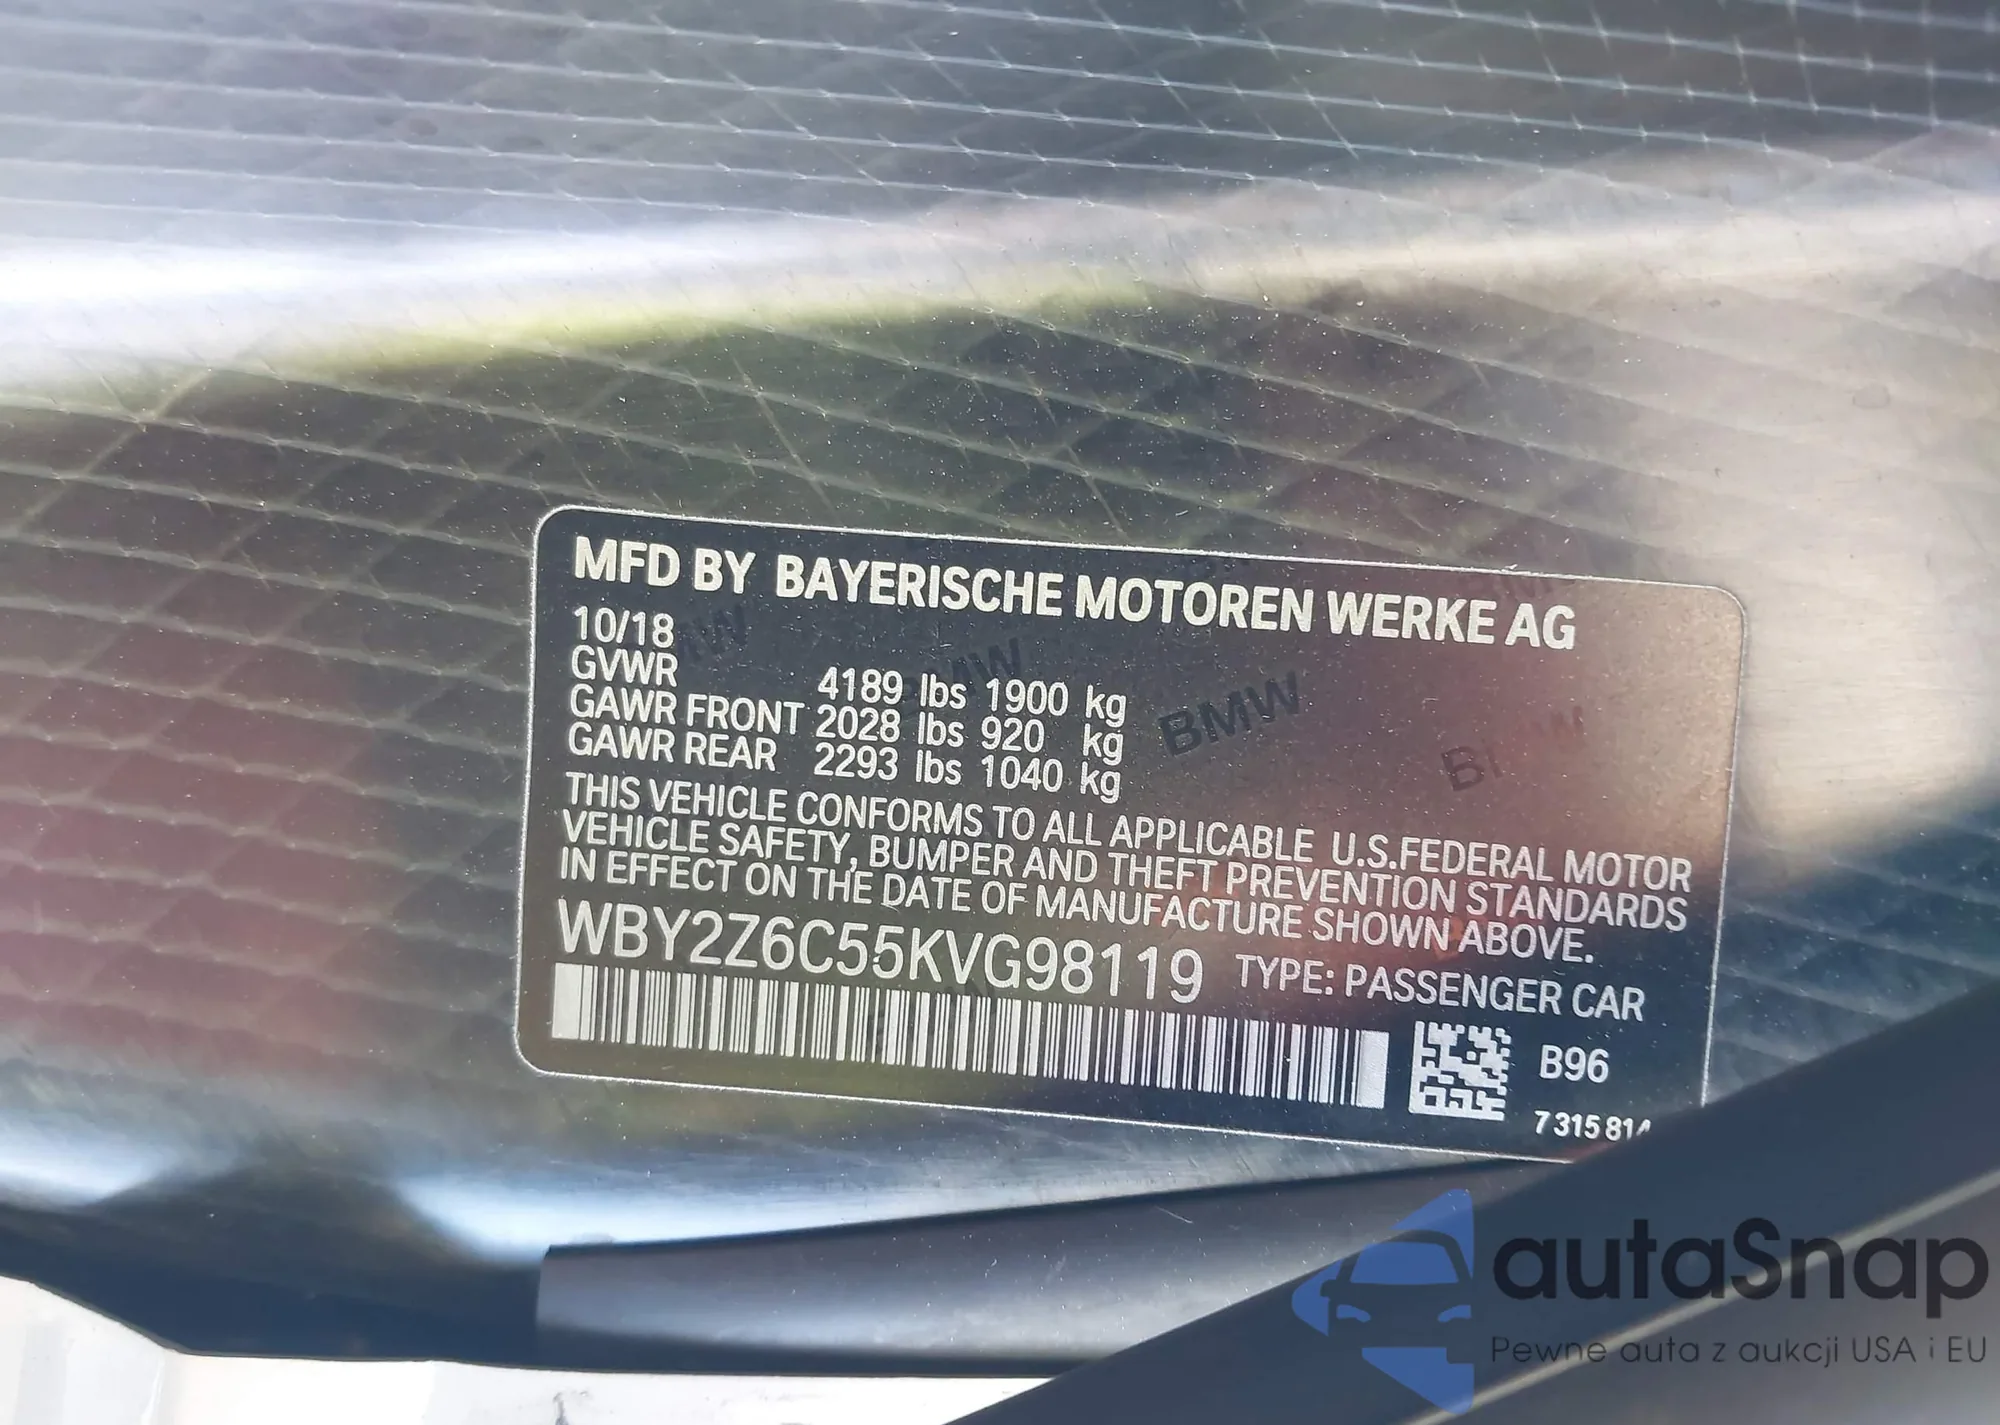 MFD BY BAYERISCHE MOTOREN WERKE AG
10/18
GVWR 4189 lbs 1900 kg
GAWR FRONT 2028 lbs 920 kg
GAWR REAR 2293 lbs 1040 kg
THIS VEHICLE CONFORMS TO ALL APPLICABLE U.S.FEDERAL MOTOR
VEHICLE SAFETY, BUMPER AND THEFT PREVENTION STANDARDS
IN EFFECT ON THE DATE OF MANUFACTURE SHOWN ABOVE.
WBY2Z6C55KVG98119 TYPE: PASSENGER CAR
B96
7 315 814
BMW
autaSnap
Pewne auta z aukcji USA i EU